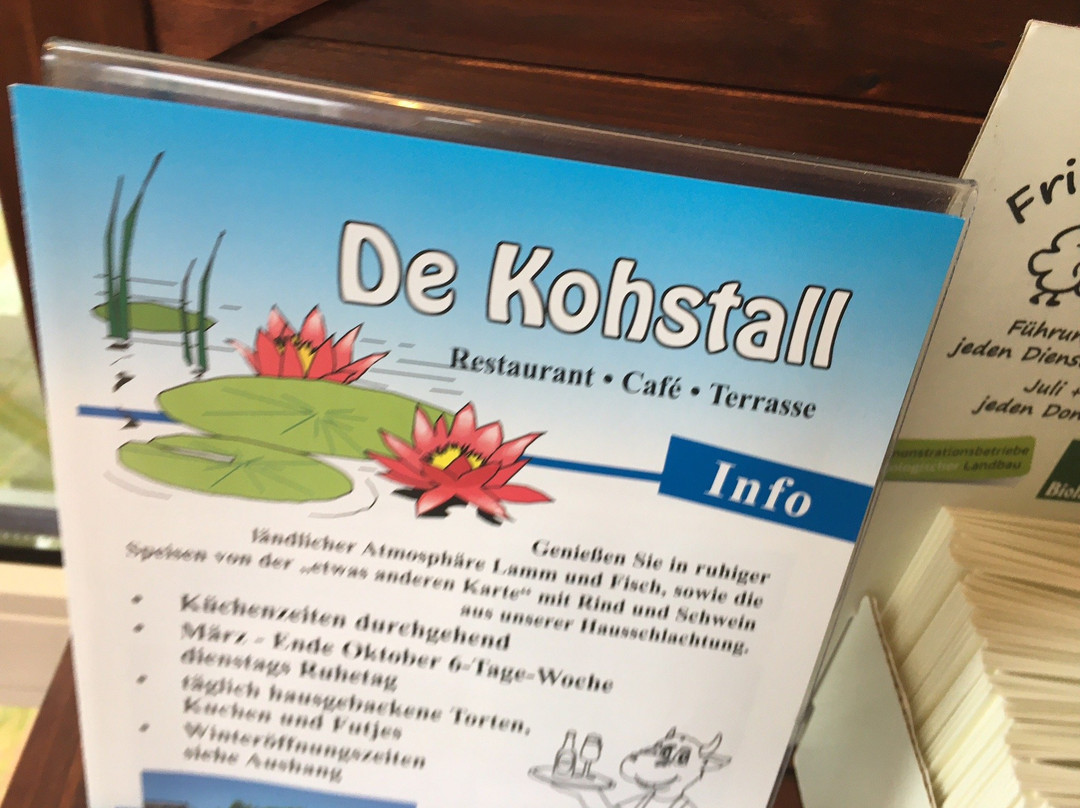 De Kohstall
Restaurant • Café • Terrasse
Info
Genießen Sie in ruhiger
ländlicher Atmosphäre Lamm und Fisch, sowie die
Speisen von der „etwas anderen Karte“ mit Rind und Schwein
aus unserer Hausschlachtung.
• Küchenzeiten durchgehend
• März - Ende Oktober 6-Tage-Woche
dienstags Ruhetag
• täglich hausgebackene Torten,
Kuchen und Futjes
• Winteröffnungszeiten
siehe Aushang
Fri
Führun
jeden Diens
Juli +
jeden Don
monstrationsbetriebe
ologischer Landbau
Biol